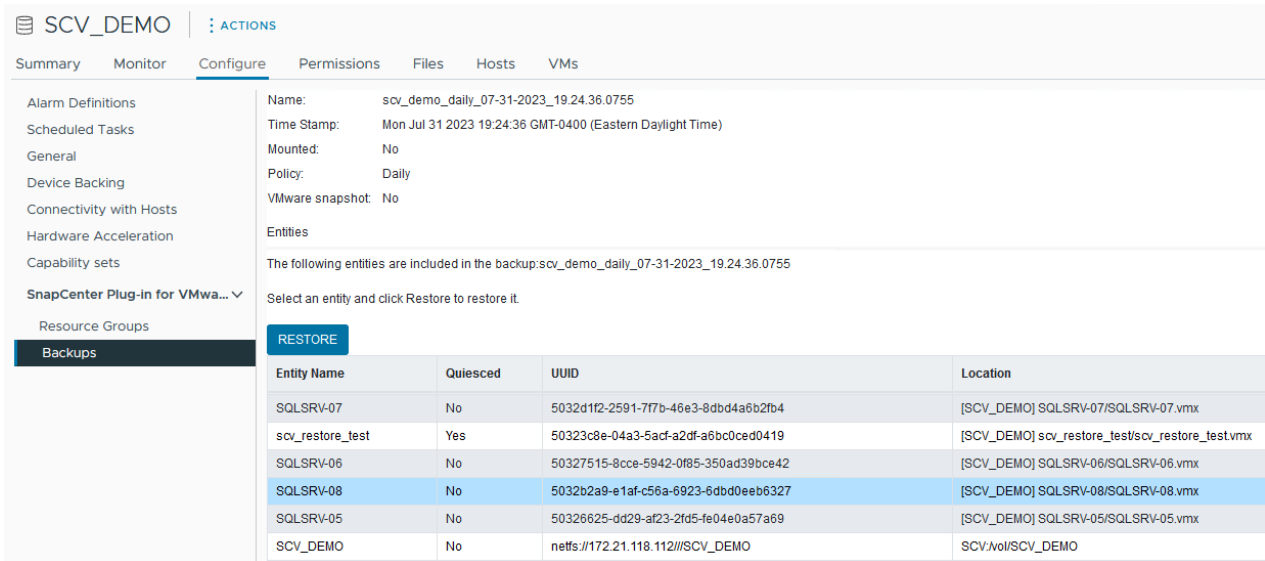 SCV_DEMO ACTIONS
Summary Monitor Configure Permissions Files Hosts VMs
Alarm Definitions
Scheduled Tasks
General
Device Backing
Connectivity with Hosts
Hardware Acceleration
Capability sets
SnapCenter Plug-in for VMwa...
Resource Groups
Backups
Name: scv_demo_daily_07-31-2023_19.24.36.0755
Time Stamp: Mon Jul 31 2023 19:24:36 GMT-0400 (Eastern Daylight Time)
Mounted: No
Policy: Daily
VMware snapshot: No
Entities
The following entities are included in the backup:scv_demo_daily_07-31-2023_19.24.36.0755
Select an entity and click Restore to restore it.
RESTORE
Entity Name Quiesced UUID Location
SQLSRV-07 No 5032d1f2-2591-7f7b-46e3-8dbd4a6b2fb4 [SCV_DEMO] SQLSRV-07/SQLSRV-07.vmx
scv_restore_test Yes 50323c8e-04a3-5acf-a2df-a6bc0ced0419 [SCV_DEMO] scv_restore_test/scv_restore_test.vmx
SQLSRV-06 No 50327515-8cce-5942-0f85-350ad39bce42 [SCV_DEMO] SQLSRV-06/SQLSRV-06.vmx
SQLSRV-08 No 5032b2a9-e1af-c56a-6923-6dbd0eeb6327 [SCV_DEMO] SQLSRV-08/SQLSRV-08.vmx
SQLSRV-05 No 50326625-dd29-af23-2fd5-fe04e0a57a69 [SCV_DEMO] SQLSRV-05/SQLSRV-05.vmx
SCV_DEMO No netfs://172.21.118.112///SCV_DEMO SCV:/vol/SCV_DEMO